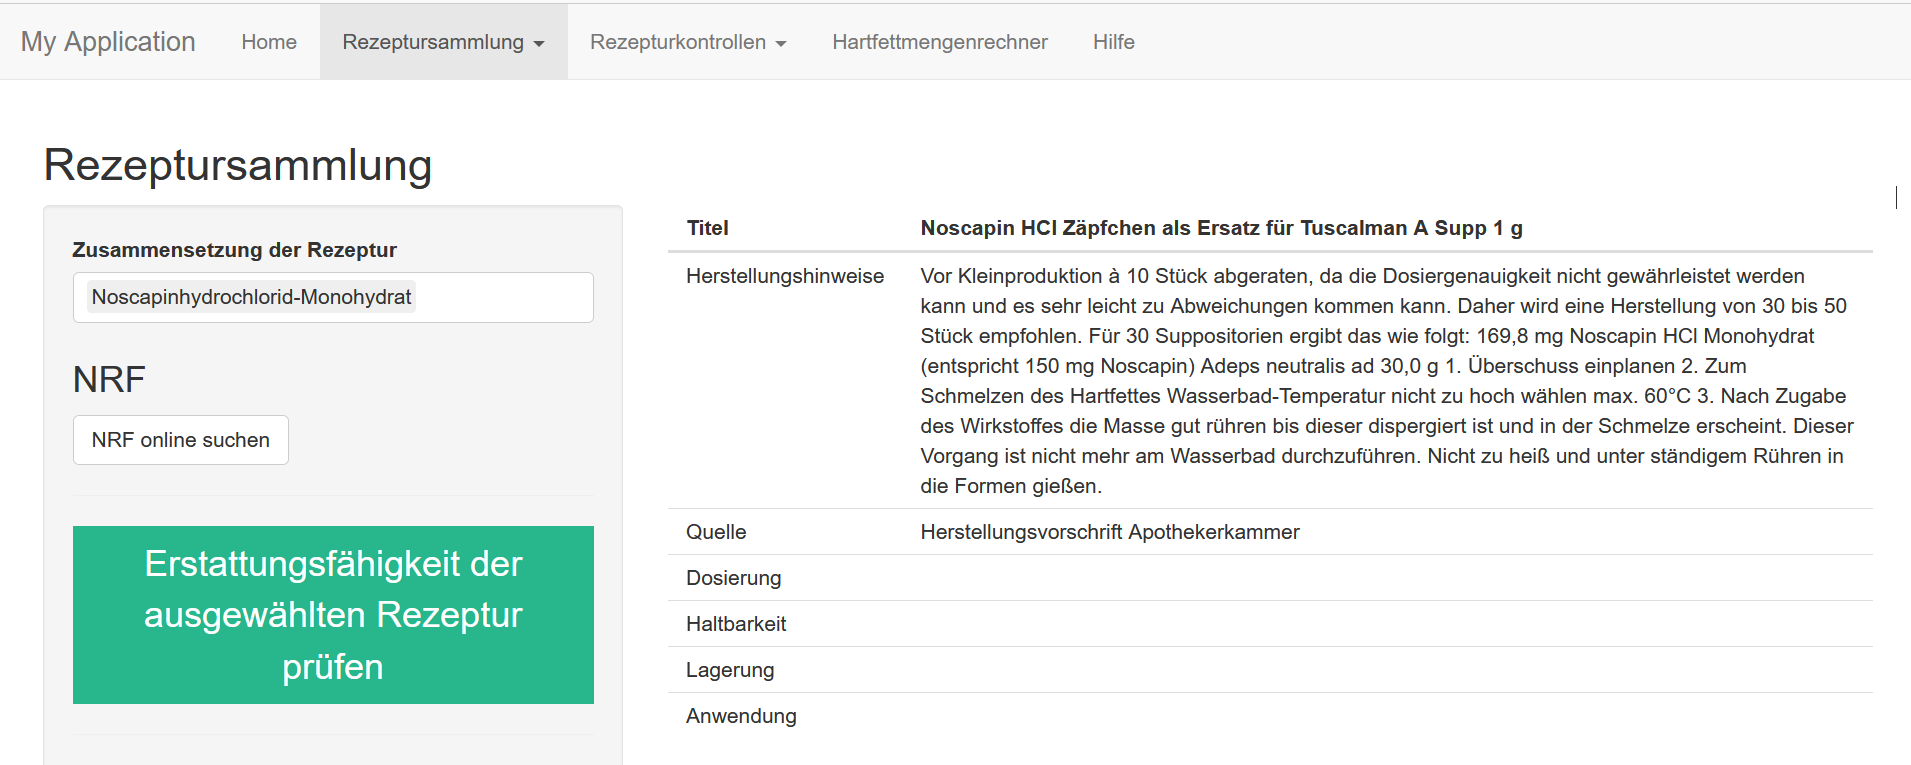 My Application Home Rezeptursammlung Rezepturkontrollen Hartfettmengenrechner Hilfe
Rezeptursammlung
Zusammensetzung der Rezeptur
Noscapinhydrochlorid-Monohydrat
NRF
NRF online suchen
Erstattungsfähigkeit der
ausgewählten Rezeptur
prüfen
Titel Noscapin HCl Zäpfchen als Ersatz für Tuscalman A Supp 1 g
Herstellungshinweise Vor Kleinproduktion à 10 Stück abgeraten, da die Dosiergenauigkeit nicht gewährleistet werden
kann und es sehr leicht zu Abweichungen kommen kann. Daher wird eine Herstellung von 30 bis 50
Stück empfohlen. Für 30 Suppositorien ergibt das wie folgt: 169,8 mg Noscapin HCl Monohydrat
(entspricht 150 mg Noscapin) Adeps neutralis ad 30,0 g 1. Überschuss einplanen 2. Zum
Schmelzen des Hartfettes Wasserbad-Temperatur nicht zu hoch wählen max. 60°C 3. Nach Zugabe
des Wirkstoffes die Masse gut rühren bis dieser dispergiert ist und in der Schmelze erscheint. Dieser
Vorgang ist nicht mehr am Wasserbad durchzuführen. Nicht zu heiß und unter ständigem Rühren in
die Formen gießen.
Quelle Herstellungsvorschrift Apothekerkammer
Dosierung
Haltbarkeit
Lagerung
Anwendung